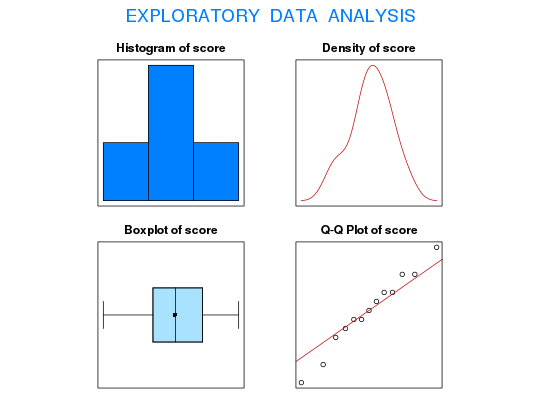 EXPLORATORY DATA ANALYSIS
Histogram of score
Density of score
Boxplot of score
Q-Q Plot of score